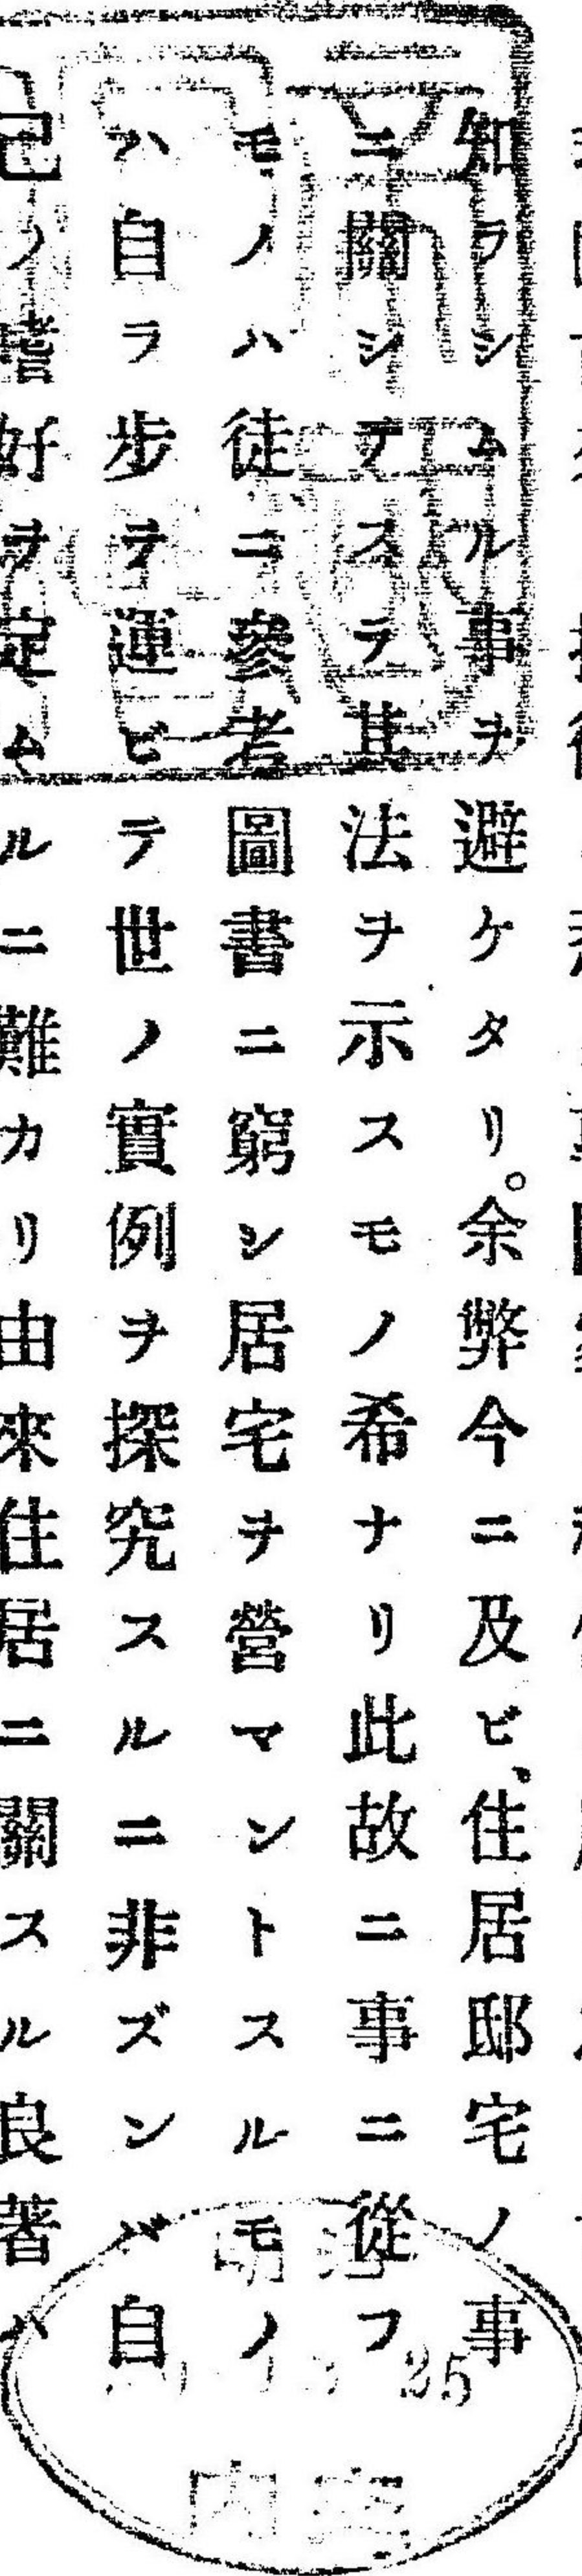 知ラシムル事ヲ避ケタリ。余弊今ニ及ビ、住居邸宅ノ事
ニ關シテスラ其法ヲ示スモノ希ナリ此故ニ事ニ從フ
モノハ徒ニ參考圖書ニ窮シ居宅ヲ營マントスルモノ
ハ自ラ步ヲ運ビテ世ノ實例ヲ探究スルニ非ズンバ自
己ノ嗜好ヲ定ムルニ難カリ由來住居ニ關スル良著ハ
25
内